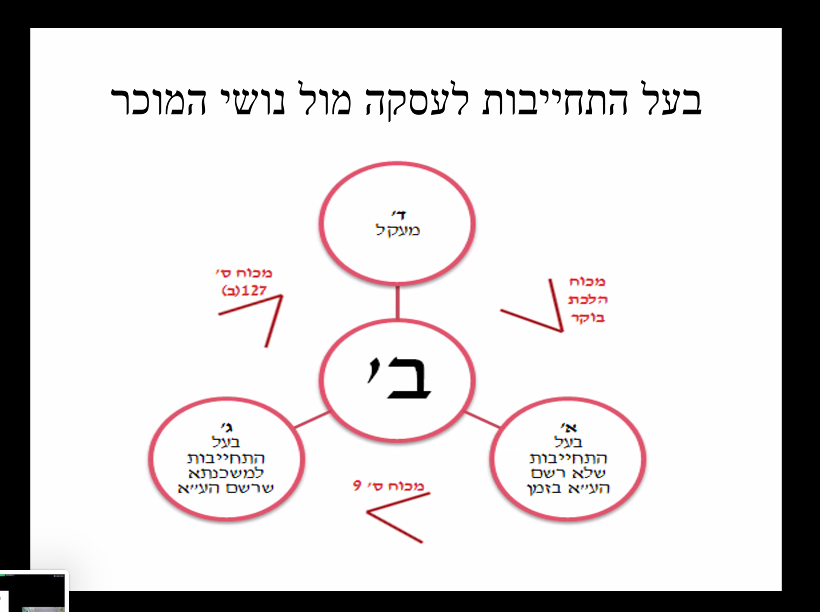 בעל התחייבות לעסקה מול נושי המוכר
ד'
מעקל
מכוח
הלכת
בוקר
מכוח ס'
127(ב)
ב'
א'
בעל
התחייבות
שלא רשם
הע"א בזמן
ג'
בעל
התחייבות
למשכנתא
שרשם הע"א
מכוח ס' 9